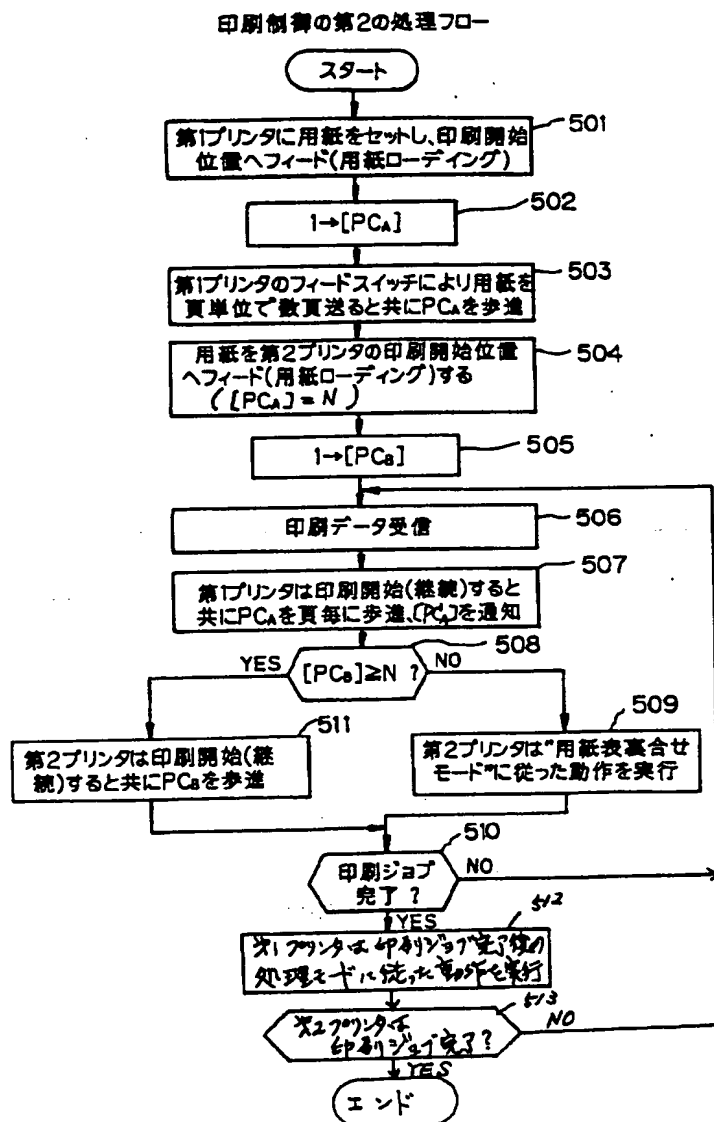 印刷制御の第2の処理フロー
スタート
501
第1プリンタに用紙をセットし、印刷開始
位置へフィード(用紙ローディング)
502
1→[PCA]
503
第1プリンタのフィードスイッチにより用紙を
頁単位で数頁送ると共にPCAを歩進
504
用紙を第2プリンタの印刷開始位置
へフィード(用紙ローディング)する
([PCA]=N)
505
1→[PCB]
506
印刷データ受信
507
第1プリンタは印刷開始(継続)すると
共にPCAを頁毎に歩進、[PCA]を通知
508
YES
[PCB]≧N?
NO
511
第2プリンタは印刷開始(継
続)すると共にPCBを歩進
509
第2プリンタは"用紙表裏合せ
モード"に従った動作を実行
510
印刷ジョブ
完了?
NO
YES
512
第1プリンタは印刷ジョブ完了後の
処理モードに従った動作を実行
513
第2プリンタは
印刷ジョブ完了?
NO
YES
エンド